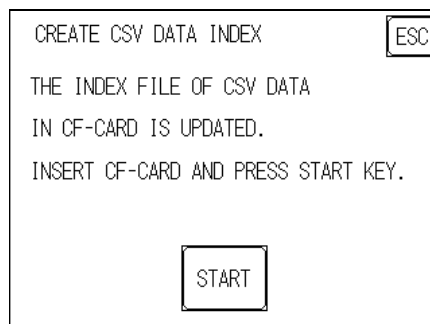 CREATE CSV DATA INDEX
ESC
THE INDEX FILE OF CSV DATA
IN CF-CARD IS UPDATED.
INSERT CF-CARD AND PRESS START KEY.
START